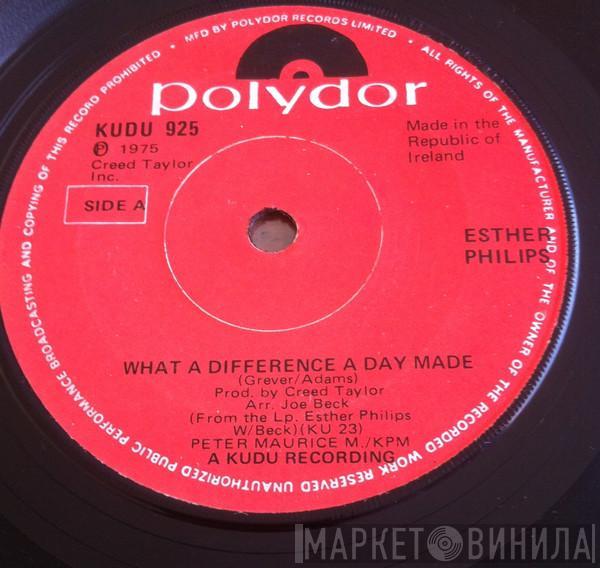 MFD BY POLYDOR RECORDS LIMITED • ALL RIGHTS OF THE MANUFACTURER AND OF THE OWNER OF THE RECORDED WORK RESERVED UNAUTHORIZED PUBLIC PERFORMANCE BROADCASTING AND COPYING OF THIS RECORD PROHIBITED •
polydor
KUDU 925
℗ 1975
Creed Taylor
Inc.
Made in the
Republic of
Ireland
SIDE A
ESTHER
PHILIPS
WHAT A DIFFERENCE A DAY MADE
(Grever/Adams)
Prod. by Creed Taylor
Arr. Joe Beck
(From the Lp. Esther Philips
W/Beck)(KU 23)
PETER MAURICE M./KPM
A KUDU RECORDING
МАРКЕТ ВИНИЛА